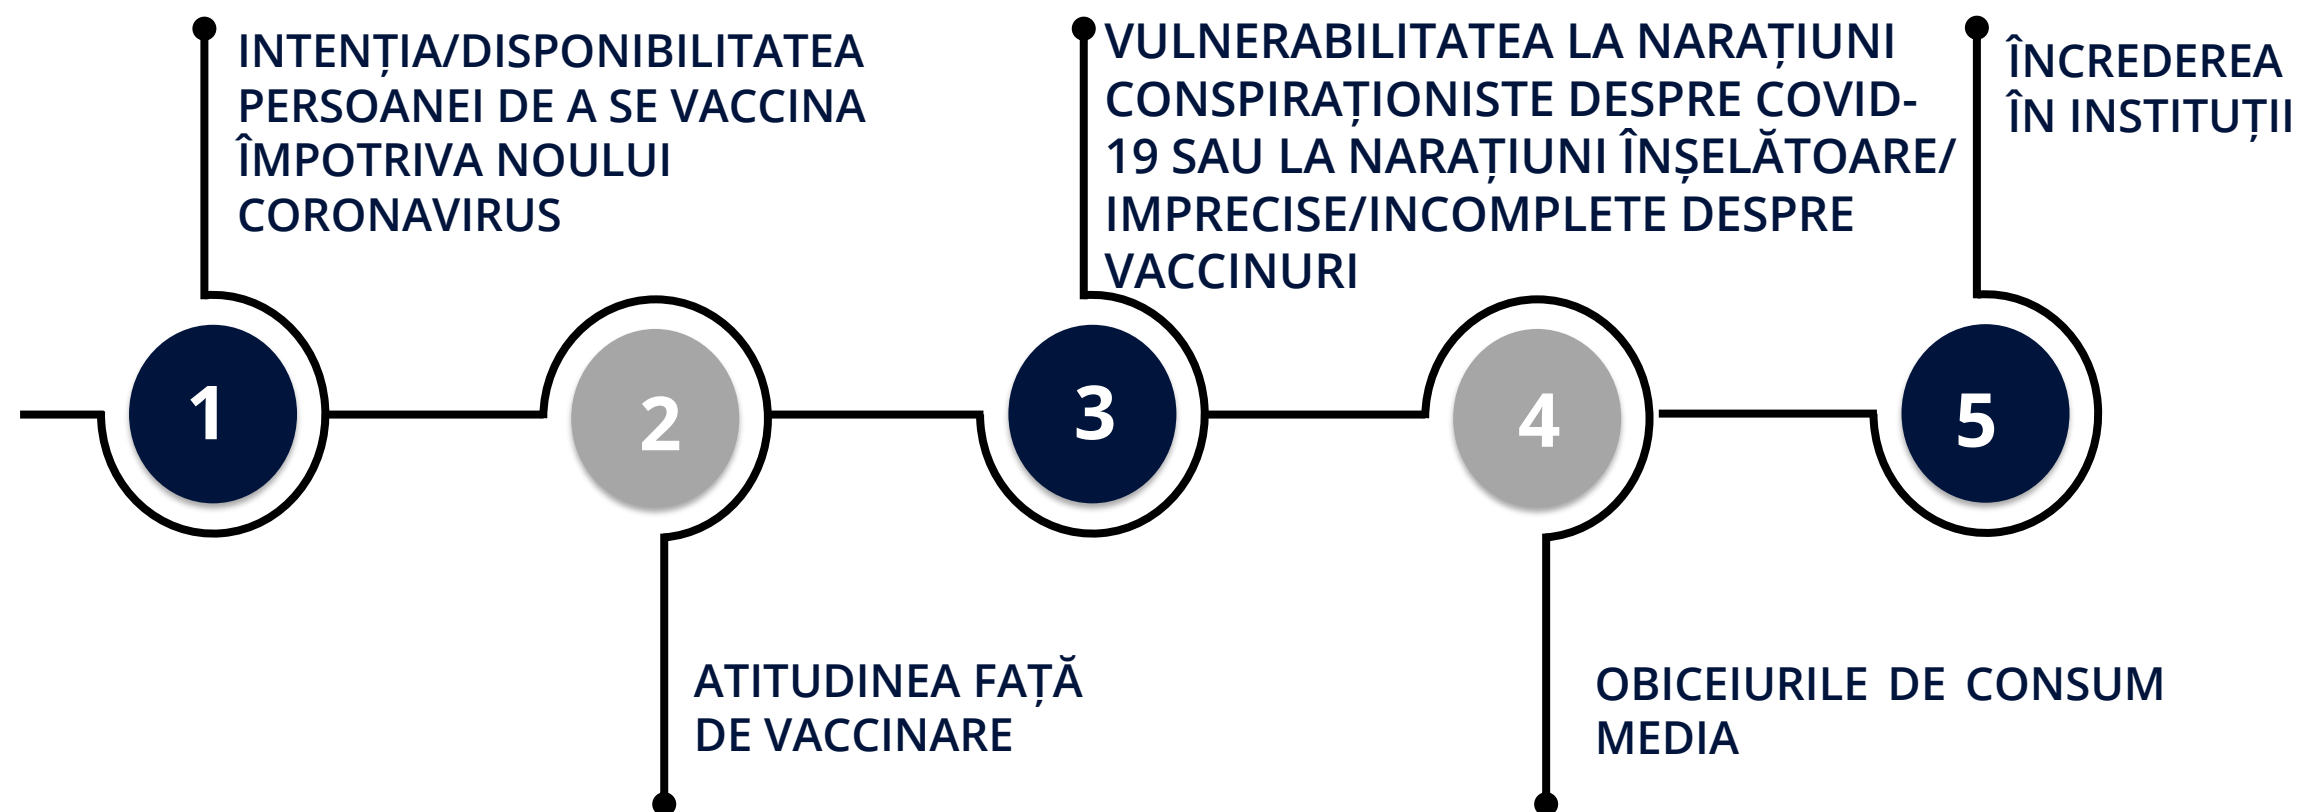 INTENȚIA/DISPONIBILITATEA
PERSOANEI DE A SE VACCINA
ÎMPOTRIVA NOULUI
CORONAVIRUS
VULNERABILITATEA LA NARAȚIUNI
CONSPIRAȚIONISTE DESPRE COVID-
19 SAU LA NARAȚIUNI ÎNȘELĂTOARE/
IMPRECISE/INCOMPLETE DESPRE
VACCINURI
ÎNCREDEREA
ÎN INSTITUȚII
1
2
3
4
5
ATITUDINEA FAȚĂ
DE VACCINARE
OBICEIURILE DE CONSUM
MEDIA